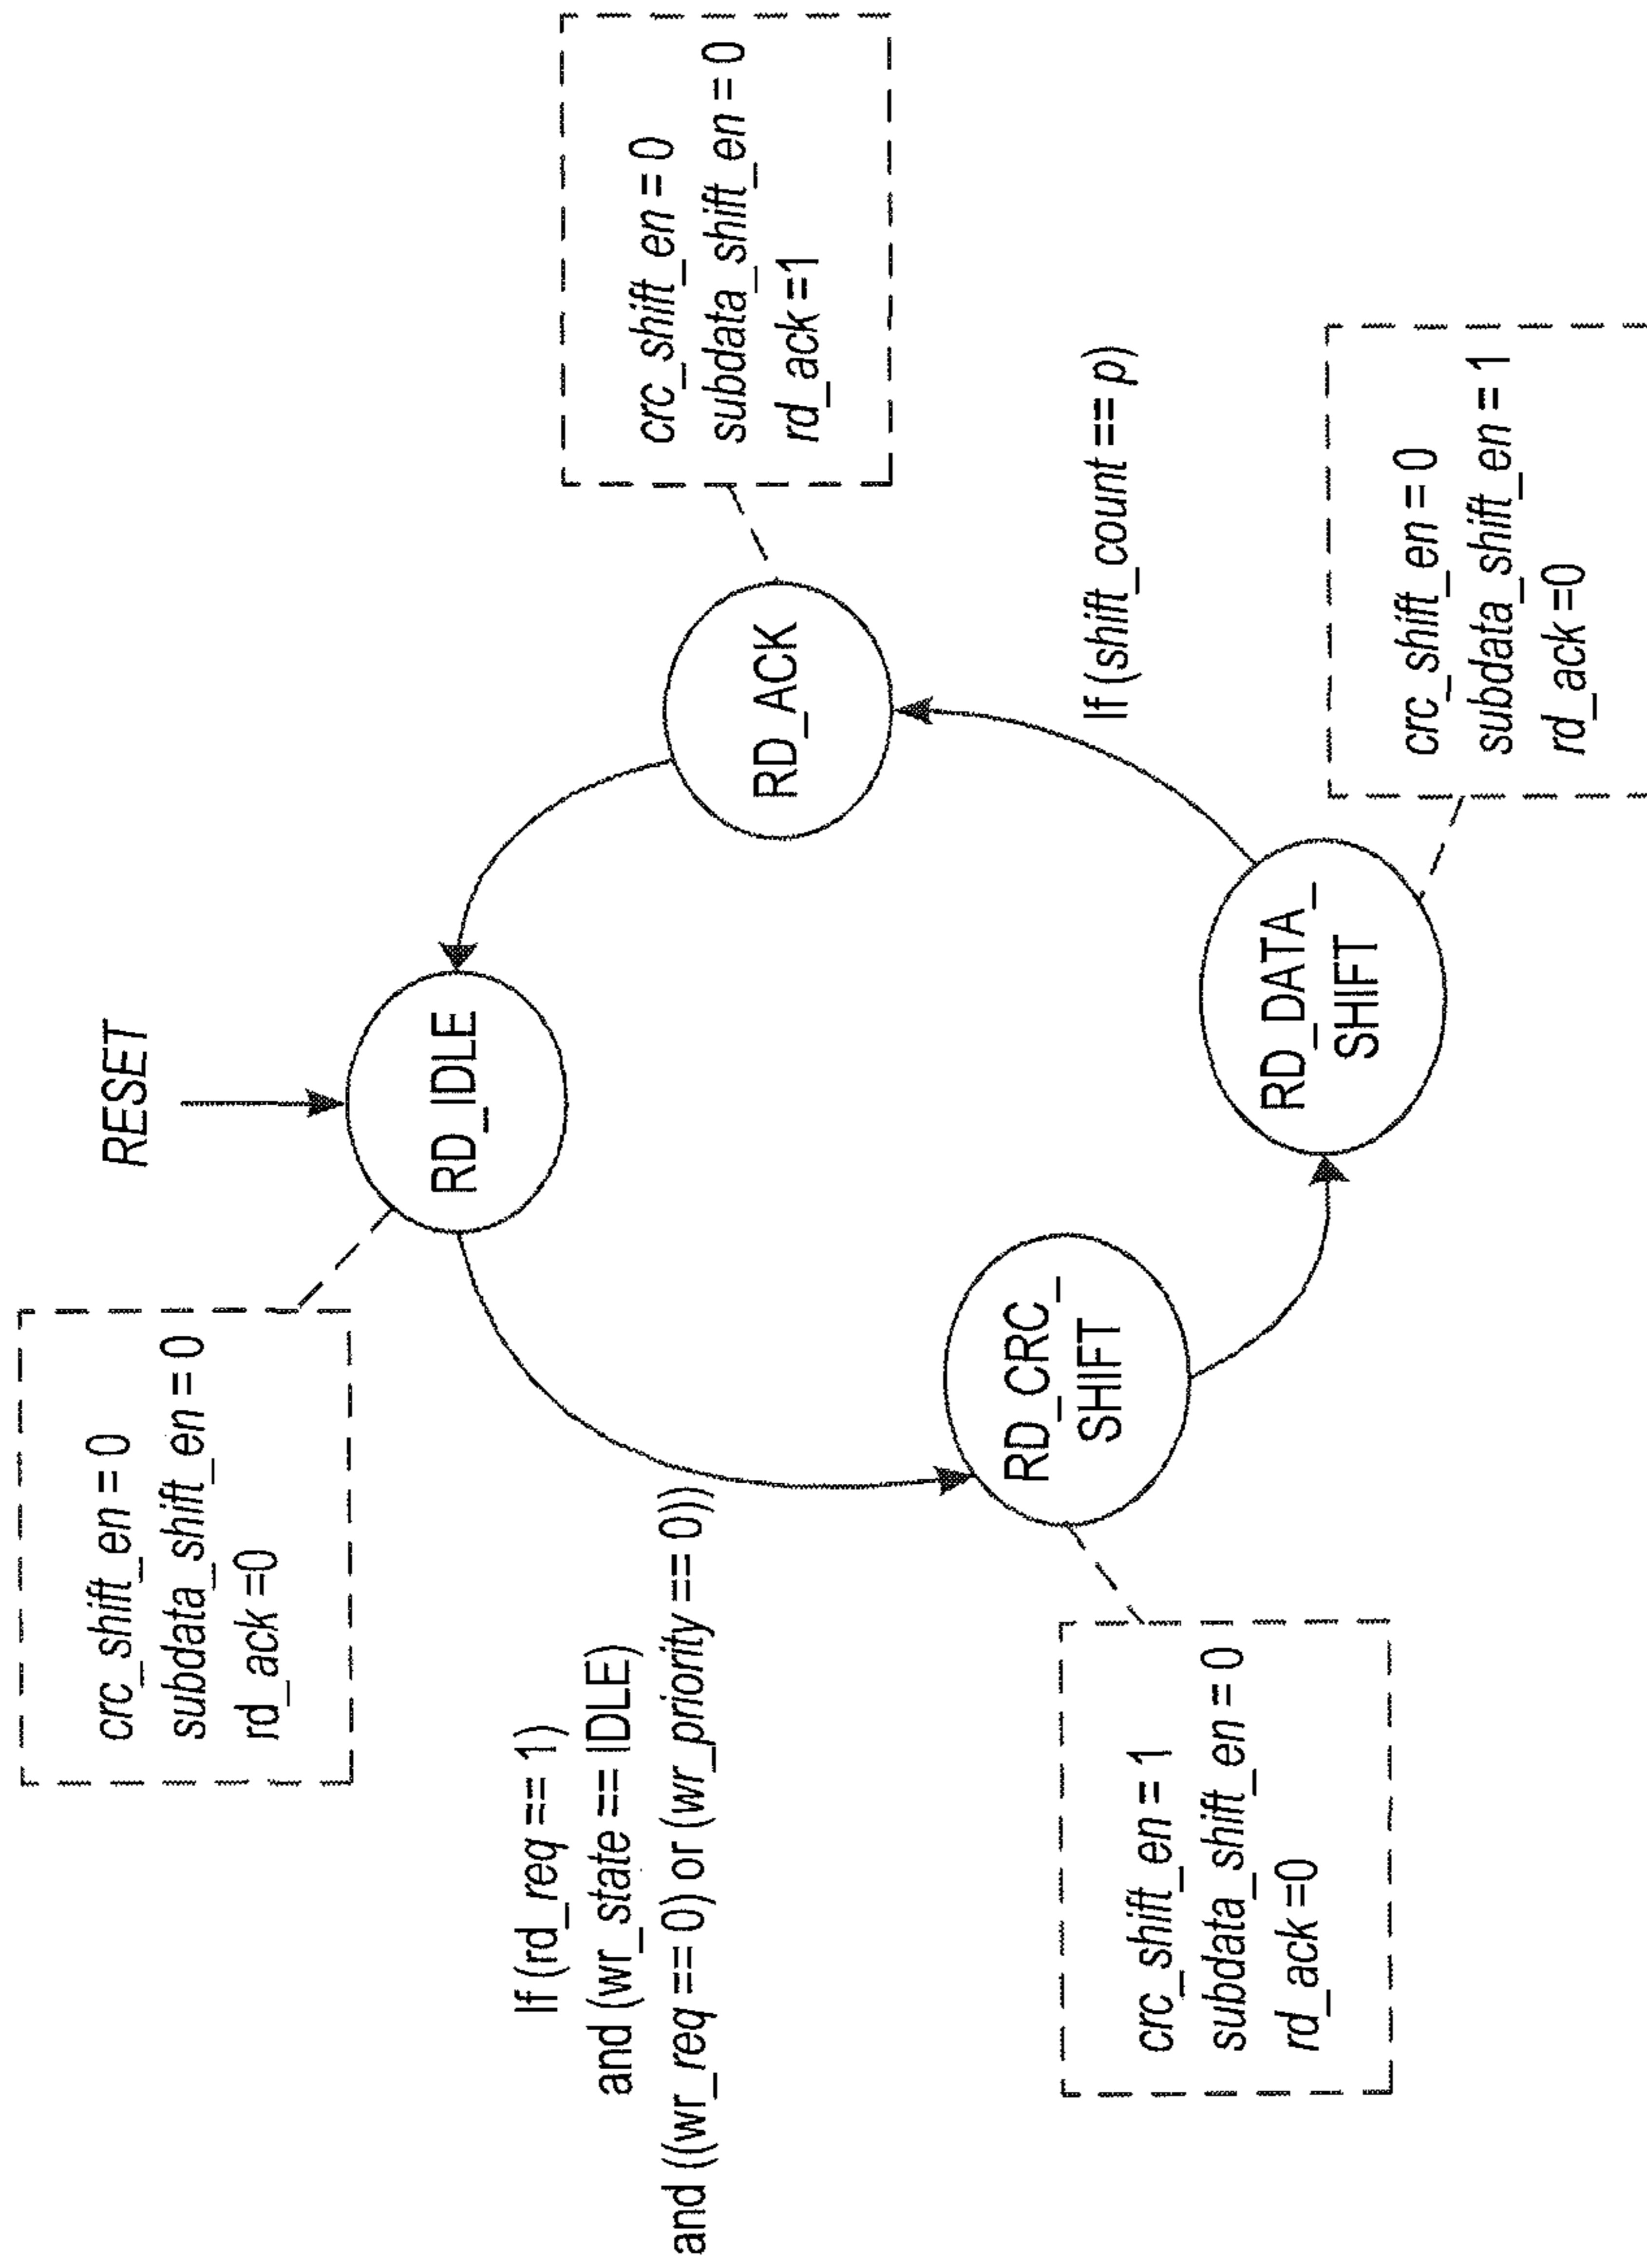 RESET
crc_shift_en = 0
subdata_shift_en = 0
rd_ack =0
RD_IDLE
If (rd_req == 1)
and (wr_state == IDLE)
and ((wr_req == 0) or (wr_priority == 0))
RD_ACK
crc_shift_en = 0
subdata_shift_en = 0
rd_ack =1
RD_CRC_
SHIFT
crc_shift_en = 1
subdata_shift_en = 0
rd_ack =0
If (shift_count == p)
RD_DATA_
SHIFT
crc_shift_en = 0
subdata_shift_en = 1
rd_ack =0